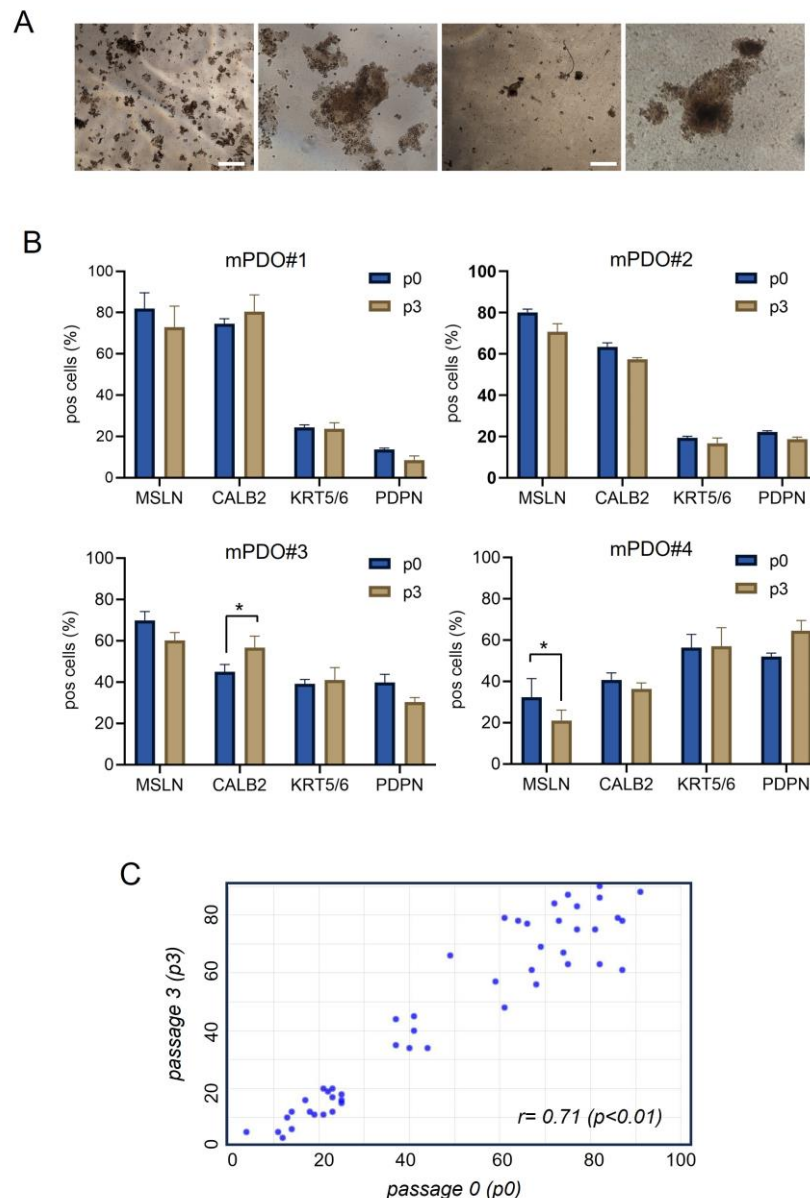 A
B
mPDO#1
p0
p3
pos cells (%)
100
80
60
40
20
0
MSLN CALB2 KRT5/6 PDPN
mPDO#2
p0
p3
pos cells (%)
100
80
60
40
20
0
MSLN CALB2 KRT5/6 PDPN
mPDO#3
p0
p3
*
pos cells (%)
100
80
60
40
20
0
MSLN CALB2 KRT5/6 PDPN
mPDO#4
p0
p3
*
pos cells (%)
100
80
60
40
20
0
MSLN CALB2 KRT5/6 PDPN
C
passage 3 (p3)
80
60
40
20
0
r= 0.71 (p<0.01)
0 20 40 60 80 100
passage 0 (p0)